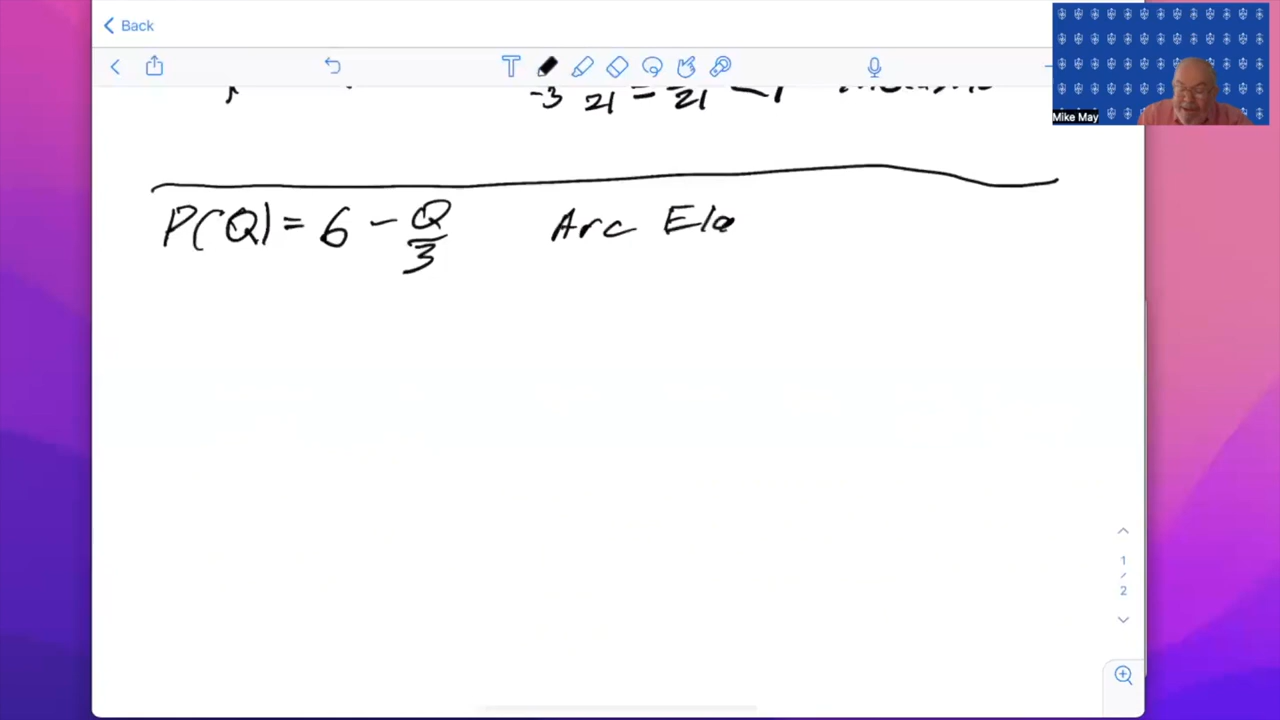 Back
-3 21 = 21
Mike May
P(Q) = 6 - Q/3 Arc Ela
1
/
2